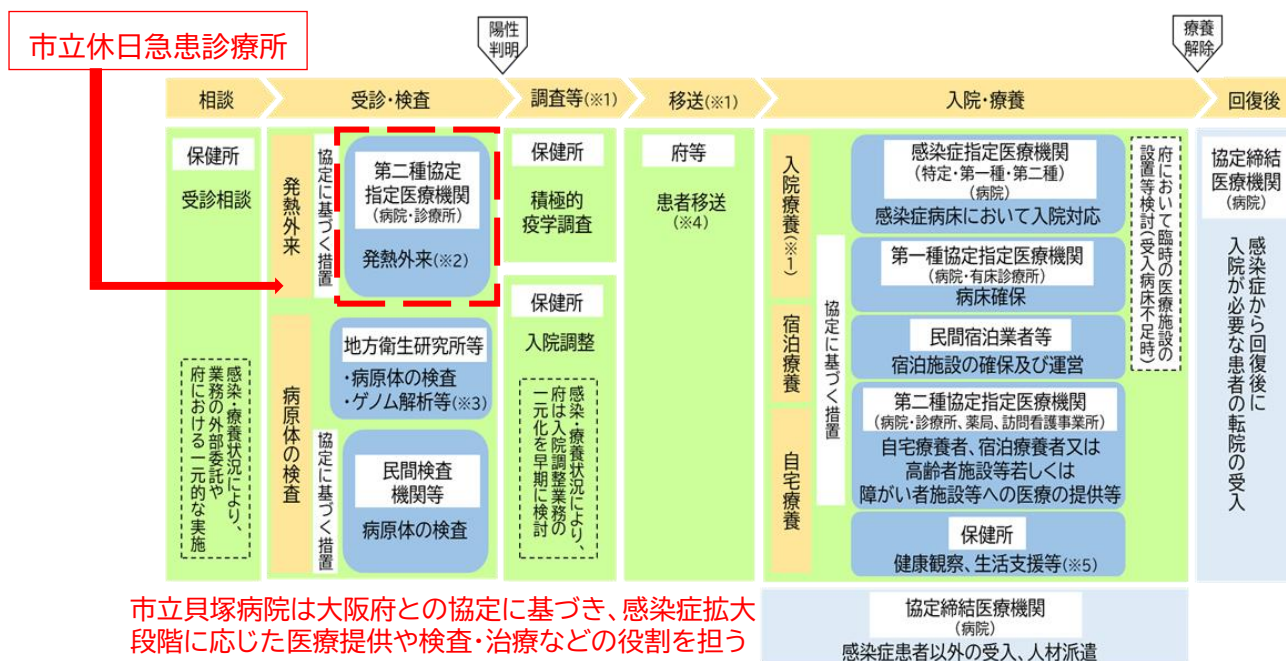 市立休日急患診療所
陽性
判明
療養
解除
相談
受診・検査
調査等(※1)
移送(※1)
入院・療養
回復後
保健所
受診相談
感染・療養状況により、
業務の外部委託や
府における一元的な実施
発熱外来
協定に基づく措置
第二種協定
指定医療機関
(病院・診療所)
発熱外来(※2)
病原体の検査
地方衛生研究所等
・病原体の検査
・ゲノム解析等(※3)
協定に基づく措置
民間検査
機関等
病原体の検査
保健所
積極的
疫学調査
保健所
入院調整
感染・療養状況により、
府は入院調整業務の
一元化を早期に検討
府等
患者移送
(※4)
入院療養(※1)
宿泊療養
自宅療養
協定に基づく措置
感染症指定医療機関
(特定・第一種・第二種)
(病院)
感染症病床において入院対応
第一種協定指定医療機関
(病院・有床診療所)
病床確保
民間宿泊業者等
宿泊施設の確保及び運営
第二種協定指定医療機関
(病院・診療所、薬局、訪問看護事業所)
自宅療養者、宿泊療養者又は
高齢者施設等若しくは
障がい者施設等への医療の提供等
保健所
健康観察、生活支援等(※5)
府において臨時の医療施設の
設置等検討(受入病床不足時)
協定締結
医療機関
(病院)
感染症から回復後に
入院が必要な患者の転院の受入
市立貝塚病院は大阪府との協定に基づき、感染症拡大
段階に応じた医療提供や検査・治療などの役割を担う
協定締結医療機関
(病院)
感染症患者以外の受入、人材派遣